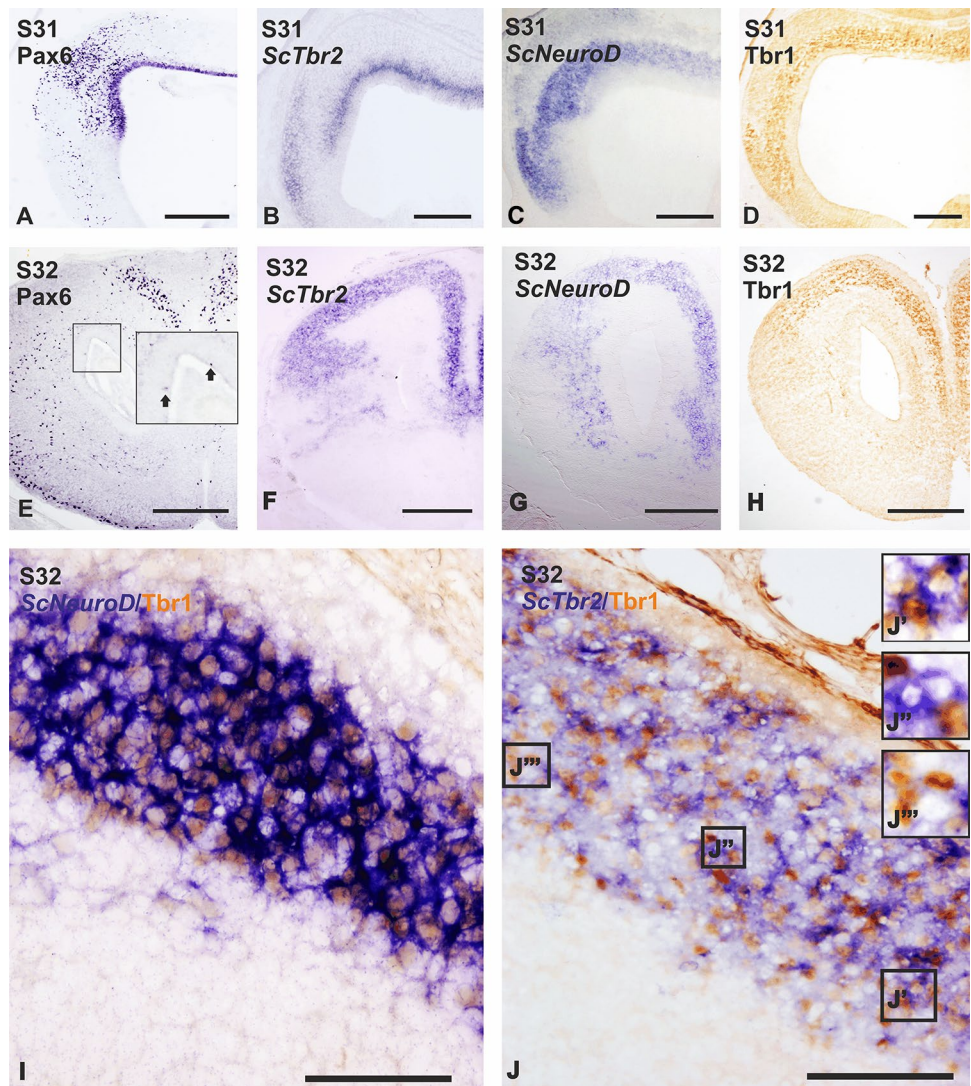 S31
Pax6
A
S31
ScTbr2
B
S31
ScNeuroD
C
S31
Tbr1
D
S32
Pax6
E
S32
ScTbr2
F
S32
ScNeuroD
G
S32
Tbr1
H
S32
ScNeuroD/Tbr1
I
S32
ScTbr2/Tbr1
J’
J’’
J’’’
J’’’
J’’
J’
J